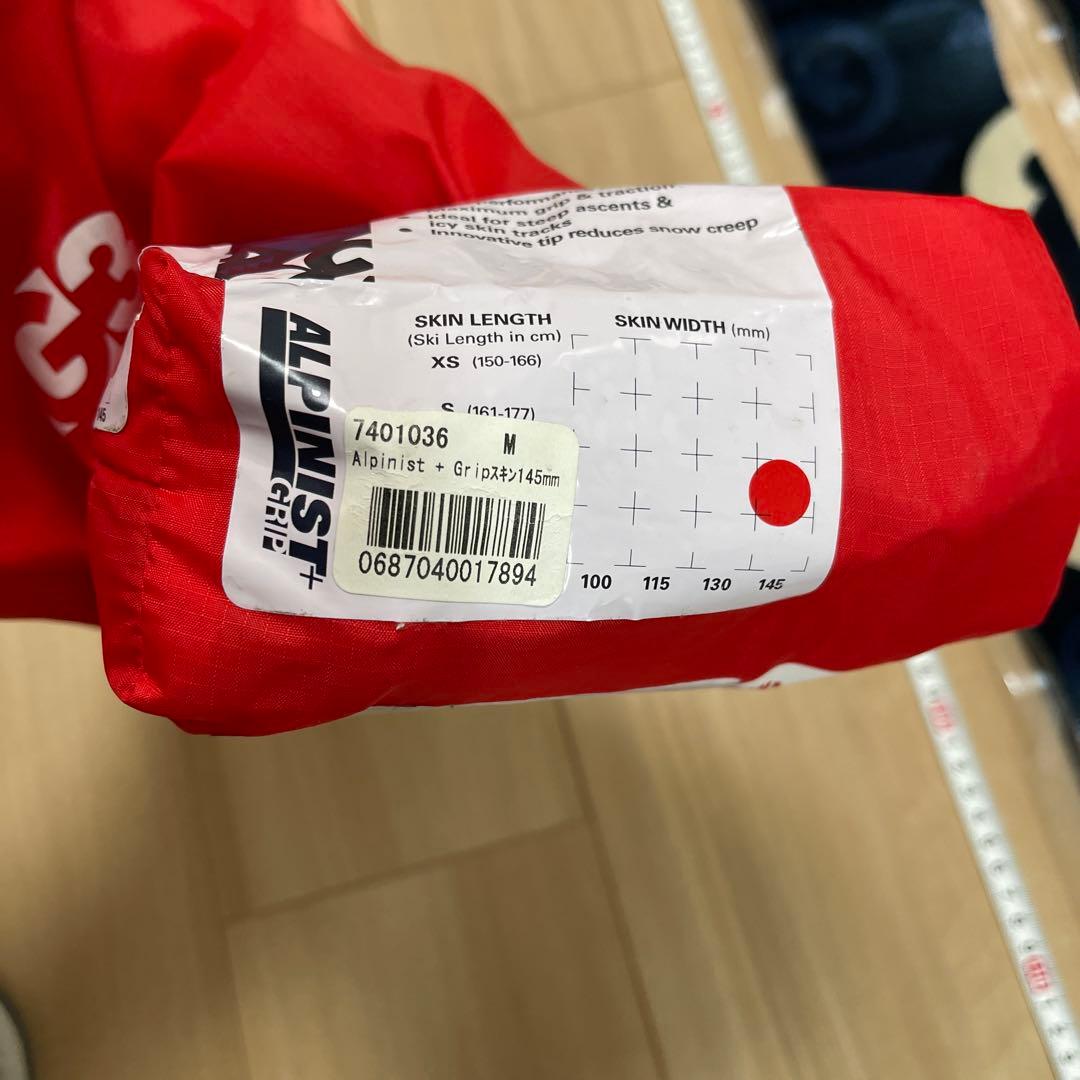 & traction
maximum grip
Ideal for steep ascents &
icy skin tracks
Innovative tip reduces snow creep
ALPINIST+
GRIP
SKIN LENGTH
(Ski Length in cm)
XS (150-166)
S (161-177)
SKIN WIDTH (mm)
7401036 M
Alpinist + Gripスキン145mm
0687040017894
100 115 130 145